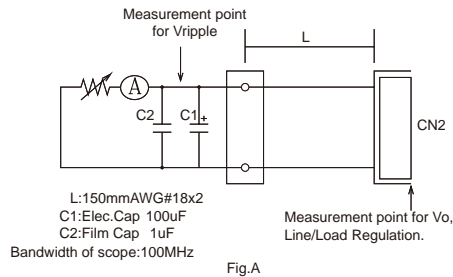 Measurement point
for Vripple
L
A
C2
C1
+
CN2
L:150mmAWG#18x2
C1:Elec.Cap 100uF
C2:Film Cap 1uF
Bandwidth of scope:100MHz
Measurement point for Vo,
Line/Load Regulation.
Fig.A